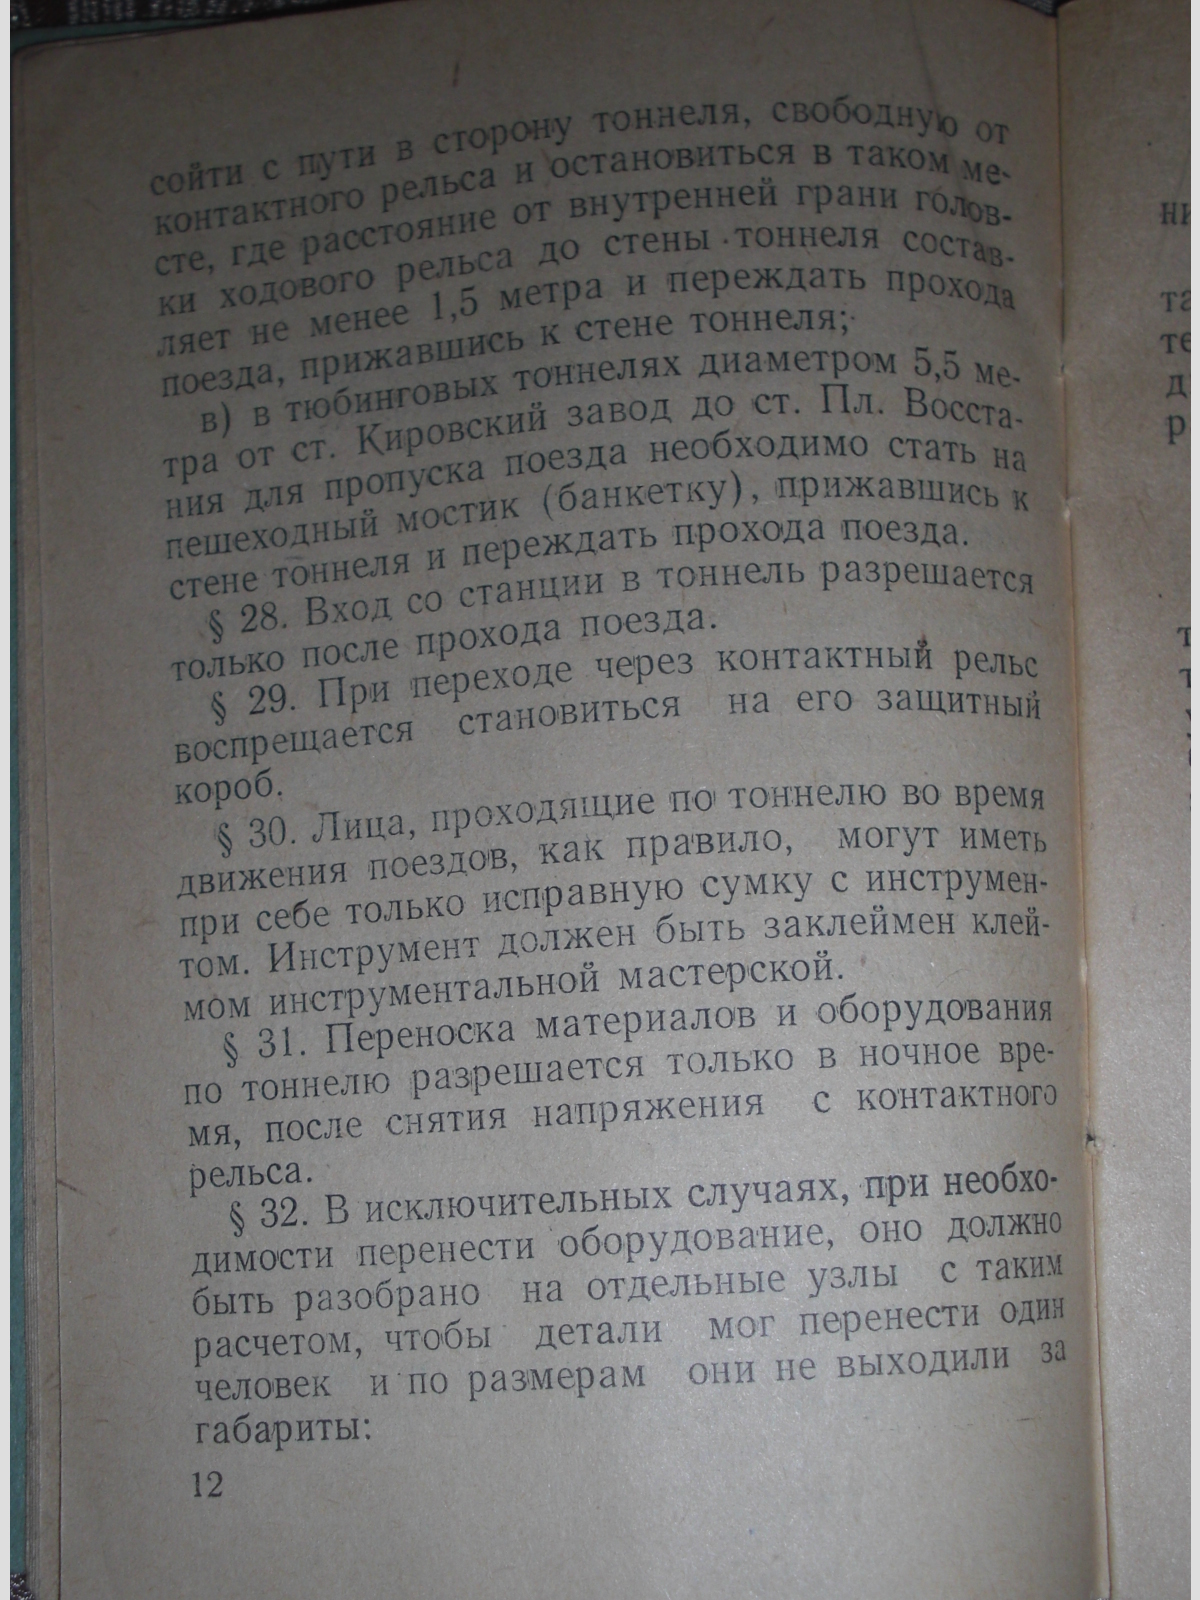 сойти с пути в сторону тоннеля, свободную от
контактного рельса и остановиться в таком ме-
сте, где расстояние от внутренней грани голов-
ки ходового рельса до стены тоннеля состав-
ляет не менее 1,5 метра и переждать прохода
поезда, прижавшись к стене тоннеля;
в) в тюбинговых тоннелях диаметром 5,5 ме-
тра от ст. Кировский завод до ст. Пл. Восста-
ния для пропуска поезда необходимо стать на
пешеходный мостик (банкетку), прижавшись к
стене тоннеля и переждать прохода поезда.
§ 28. Вход со станции в тоннель разрешается
только после прохода поезда.
§ 29. При переходе через контактный рельс
воспрещается становиться на его защитный
короб.
§ 30. Лица, проходящие по тоннелю во время
движения поездов, как правило, могут иметь
при себе только исправную сумку с инструмен-
том. Инструмент должен быть заклеймен клей-
мом инструментальной мастерской.
§ 31. Переноска материалов и оборудования
по тоннелю разрешается только в ночное вре-
мя, после снятия напряжения с контактного
рельса.
§ 32. В исключительных случаях, при необхо-
димости перенести оборудование, оно должно
быть разобрано на отдельные узлы с таким
расчетом, чтобы детали мог перенести один
человек и по размерам они не выходили за
габариты:
12